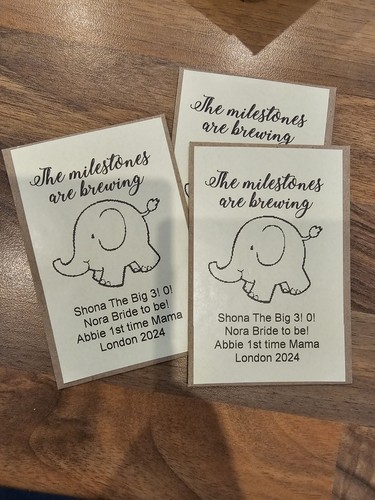 The milestones
are brewing
The milestones
are brewing
Shona The Big 3! 0!
Nora Bride to be!
Abbie 1st time Mama
London 2024
The milestones
are brewing
Shona The Big 3! 0!
Nora Bride to be!
Abbie 1st time Mama
London 2024